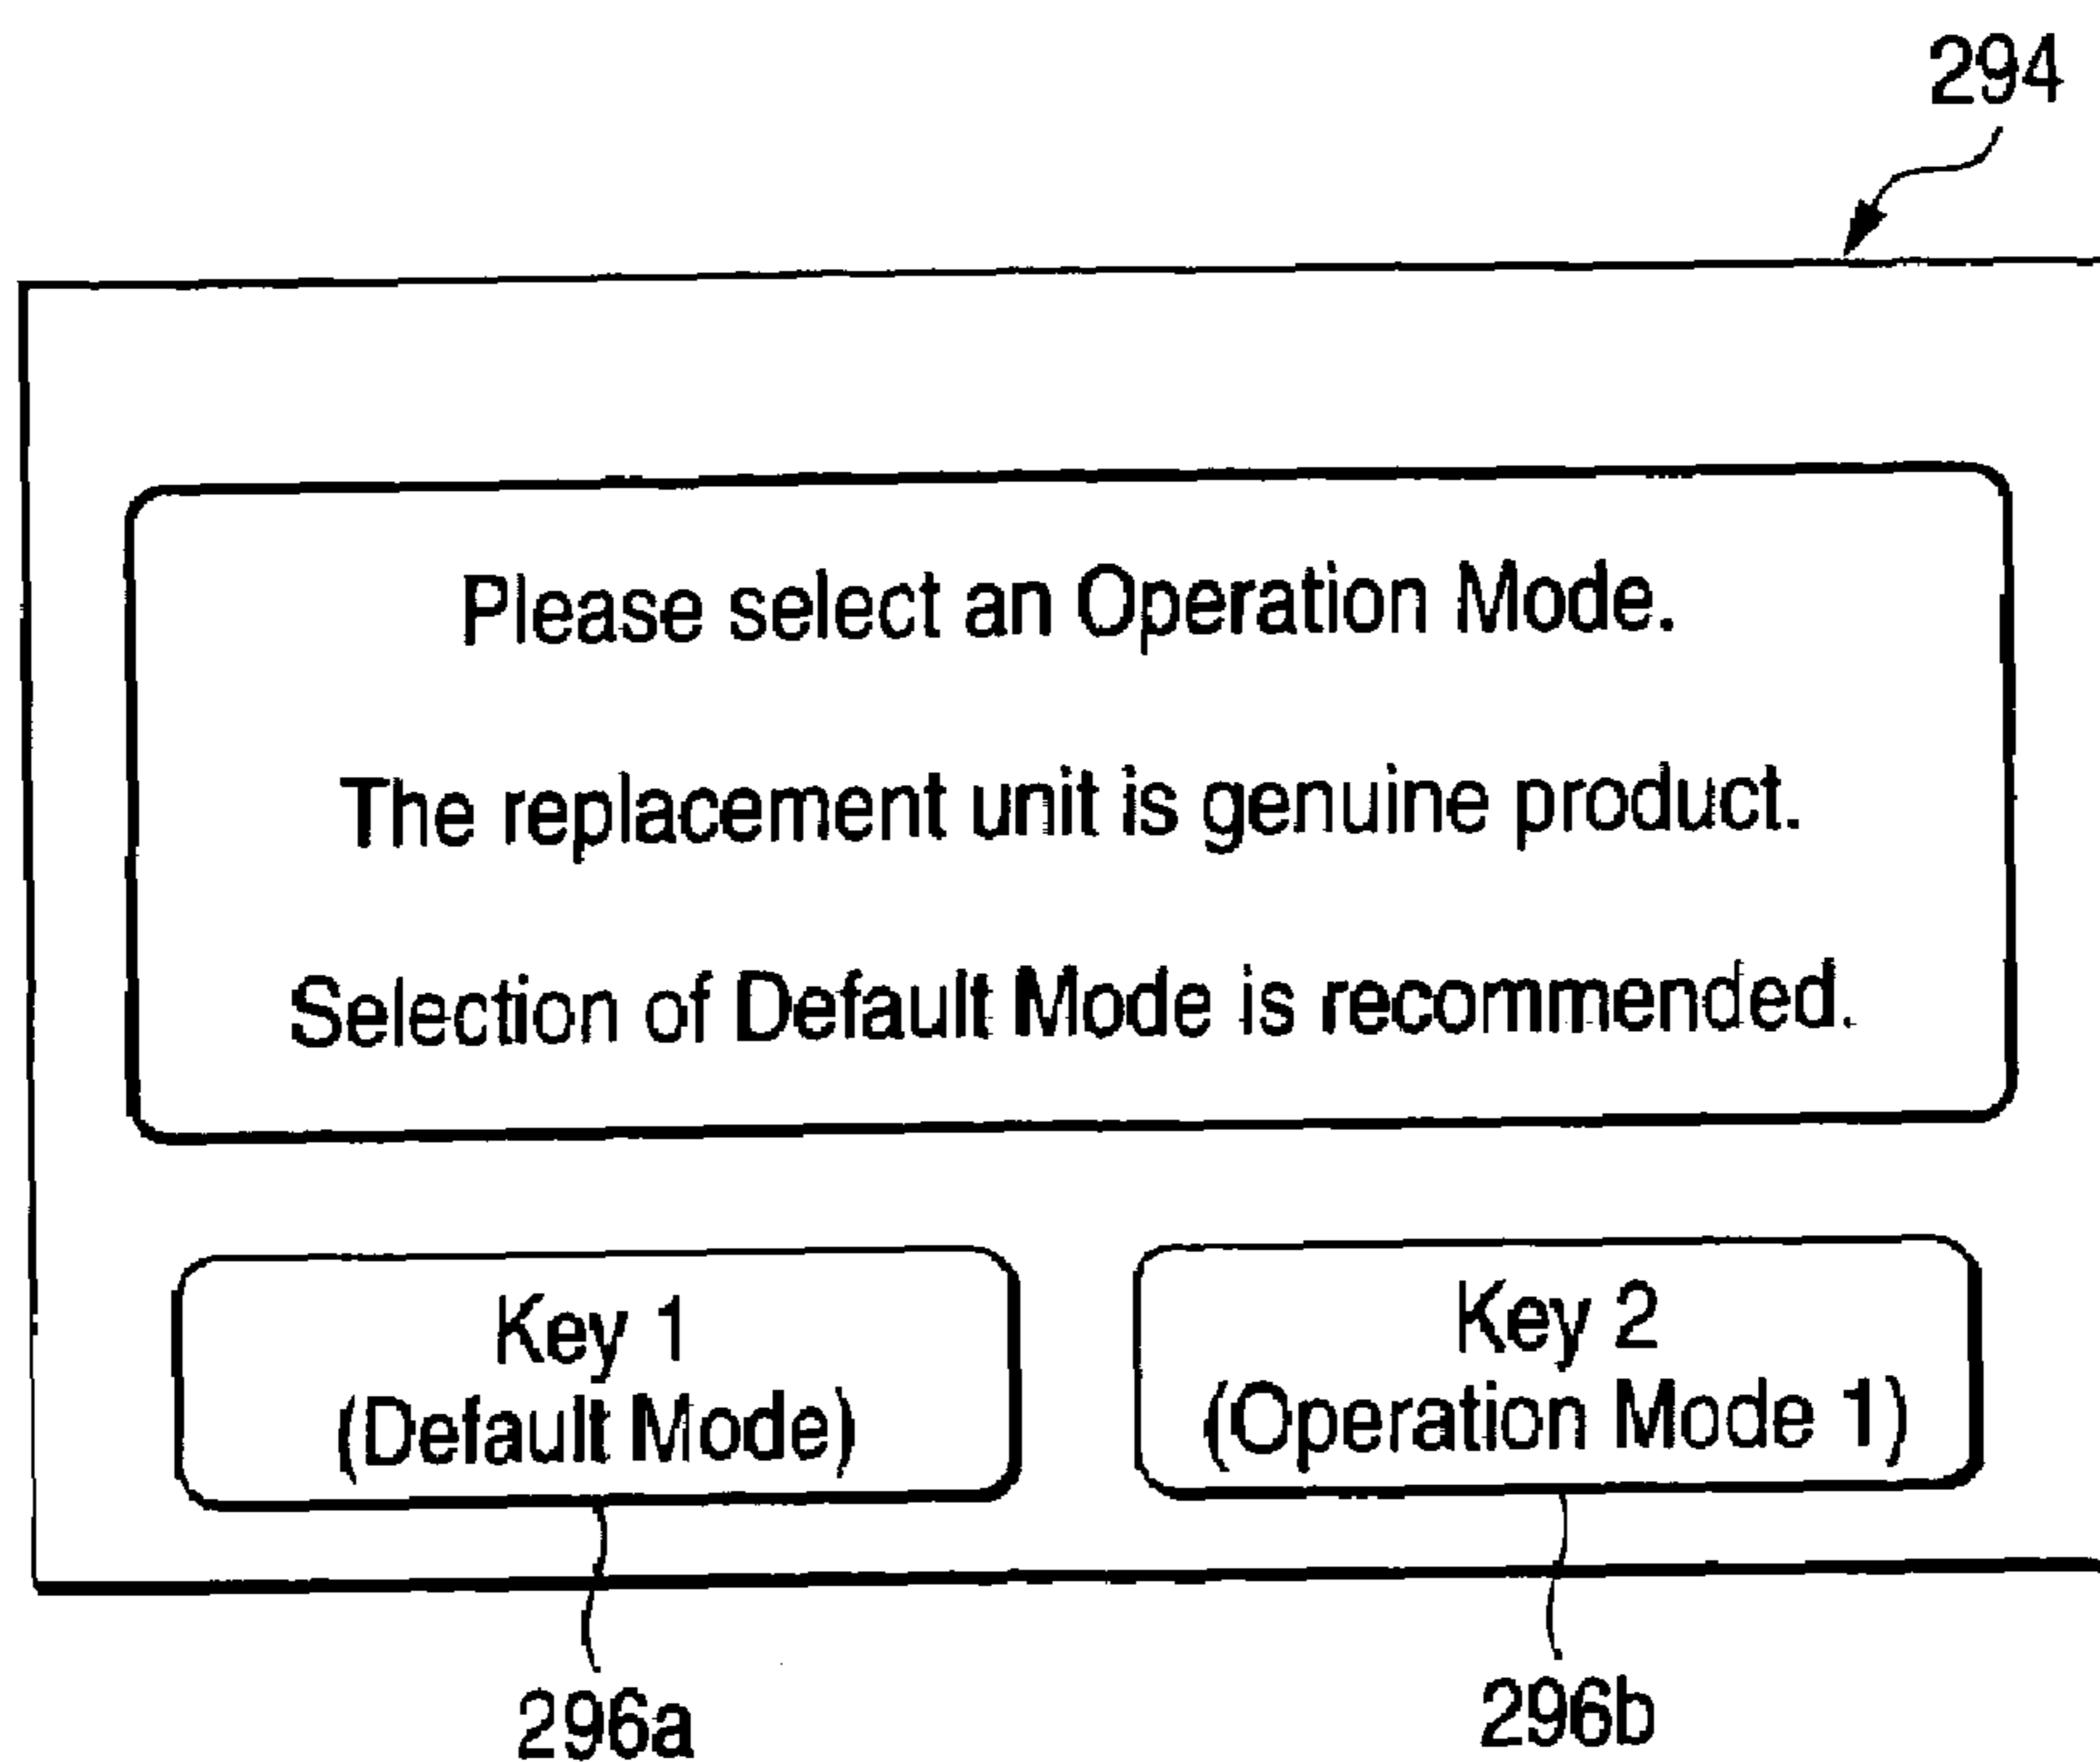 294
Please select an Operation Mode.
The replacement unit is genuine product.
Selection of Default Mode is recommended.
Key 1
(Default Mode)
Key 2
(Operation Mode 1)
296a
296b